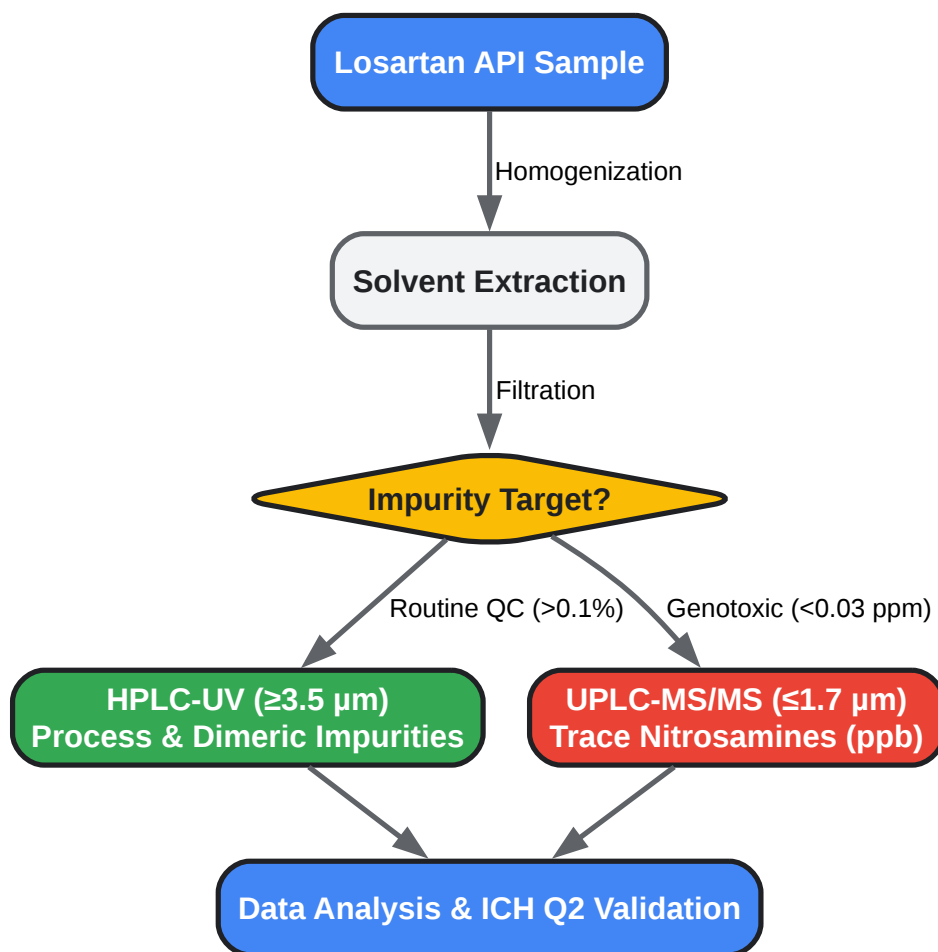 Losartan API Sample
Homogenization
Solvent Extraction
Filtration
Impurity Target?
Routine QC (>0.1%)
Genotoxic (<0.03 ppm)
HPLC-UV (≥3.5 µm)
Process & Dimeric Impurities
UPLC-MS/MS (≤1.7 µm)
Trace Nitrosamines (ppb)
Data Analysis & ICH Q2 Validation